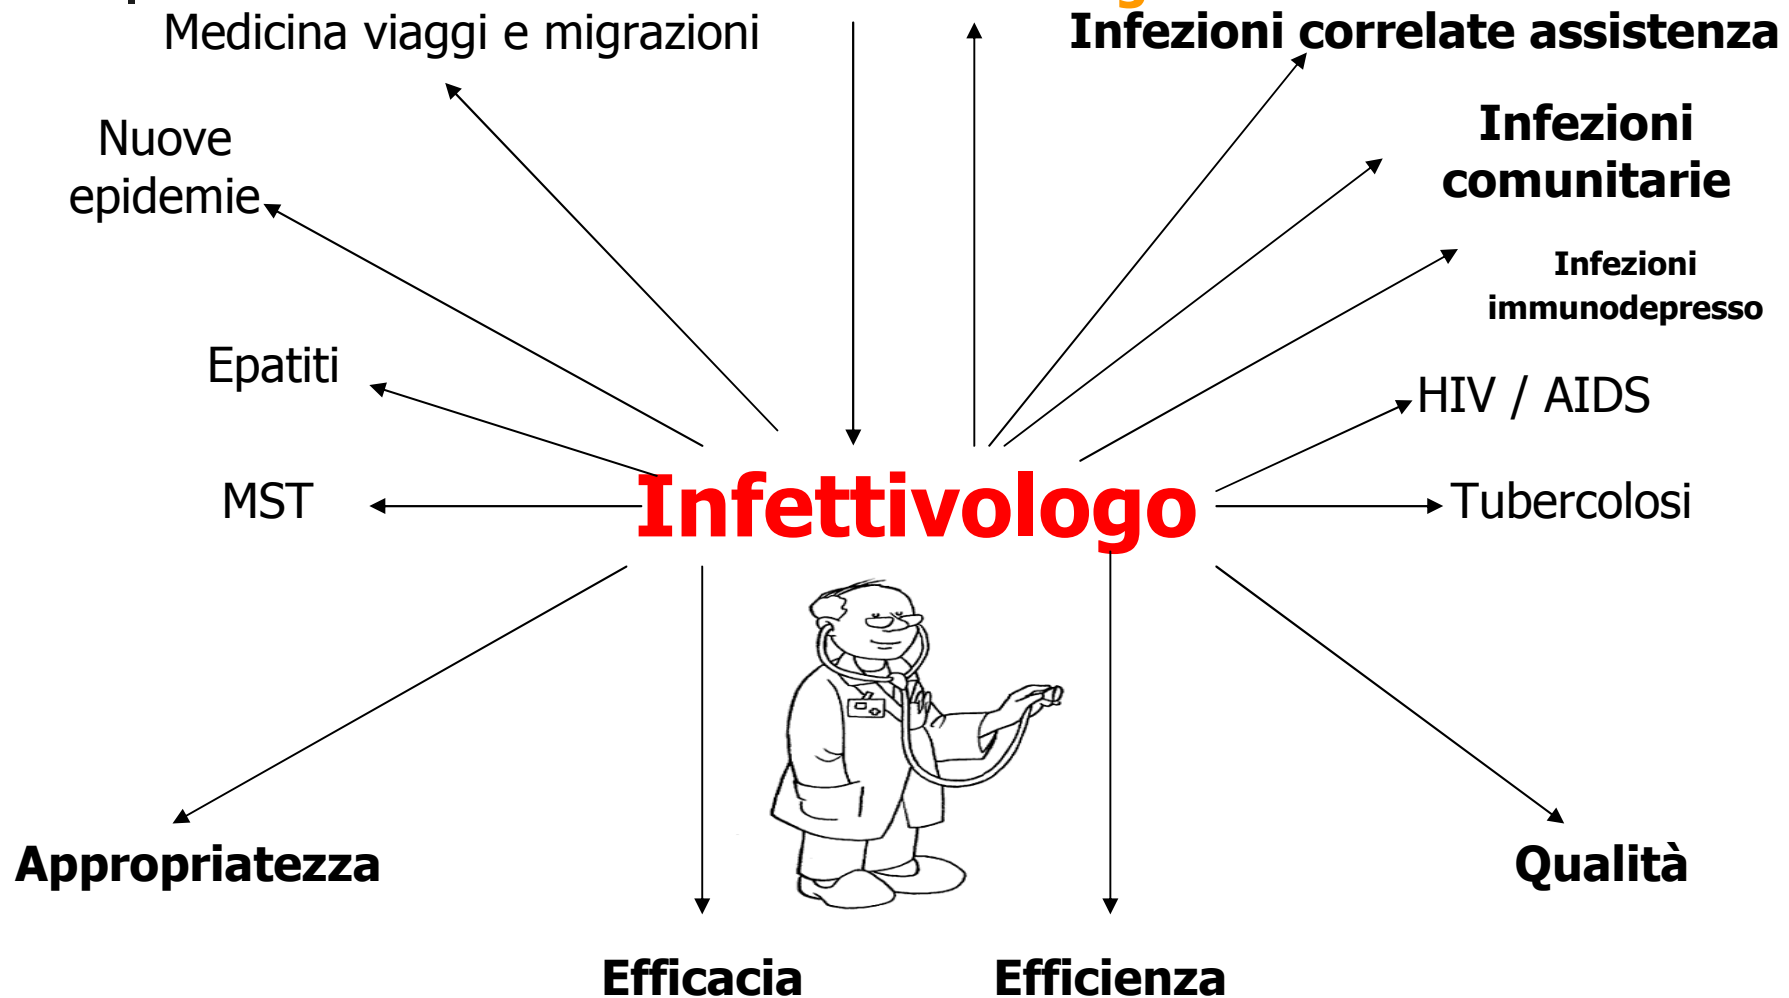 Medicina viaggi e migrazioni
Infezioni correlate assistenza
Nuove
epidemie
Infezioni
comunitarie
Infezioni
immunodepresso
Epatiti
HIV / AIDS
MST
Infettivologo
Tubercolosi
Appropriatezza
Qualità
Efficacia
Efficienza